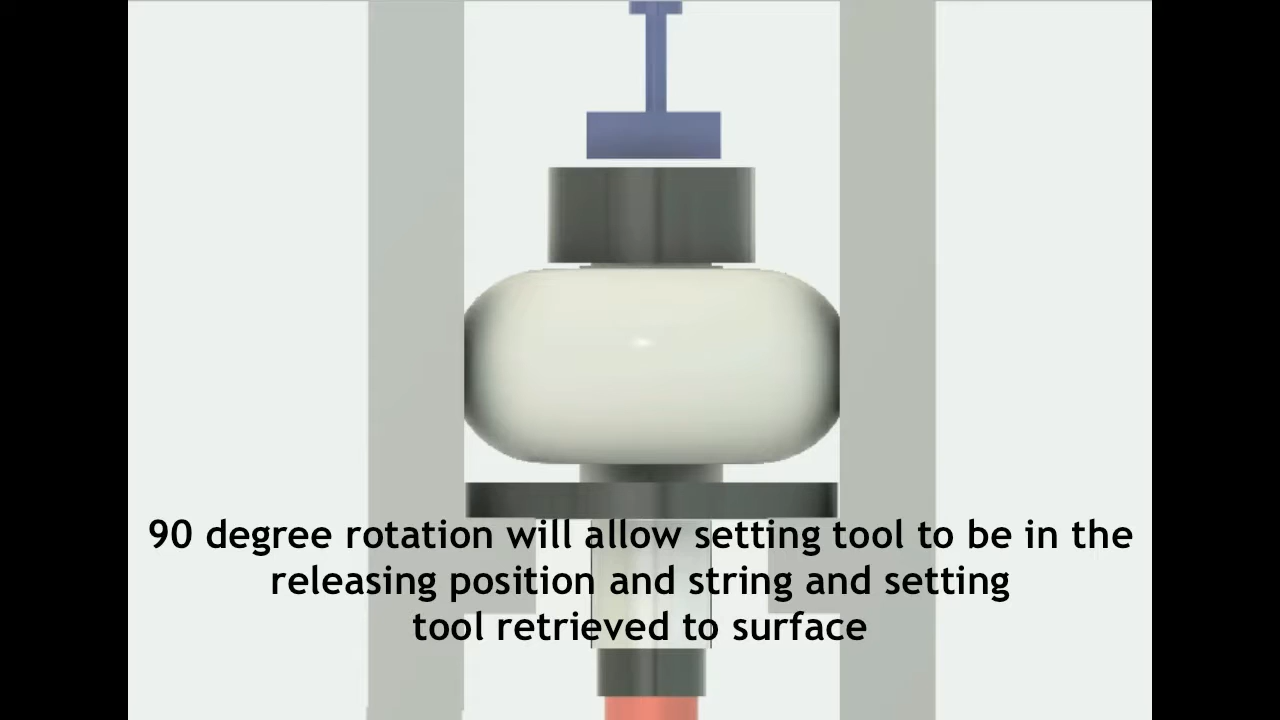 90 degree rotation will allow setting tool to be in the
releasing position and string and setting
tool retrieved to surface